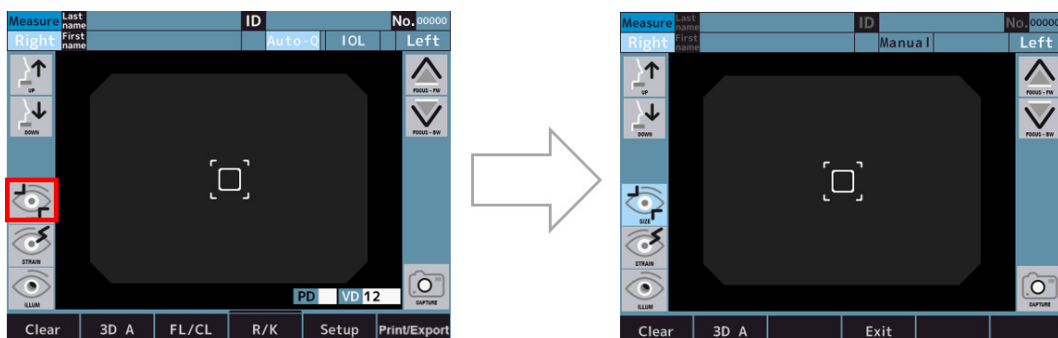 Measure Last name ID No. 00000
Right First name Auto-Q IOL Left
UP
FOCUS-FW
DOWN
FOCUS-BW
STRAIN
ILLUM
CAPTURE
PD VD 12
Clear 3D A FL/CL R/K Setup Print/Export
Measure Last name ID No. 00000
Right First name Manual Left
UP
FOCUS-FW
DOWN
FOCUS-BW
SIZE
STRAIN
ILLUM
CAPTURE
Clear 3D A Exit